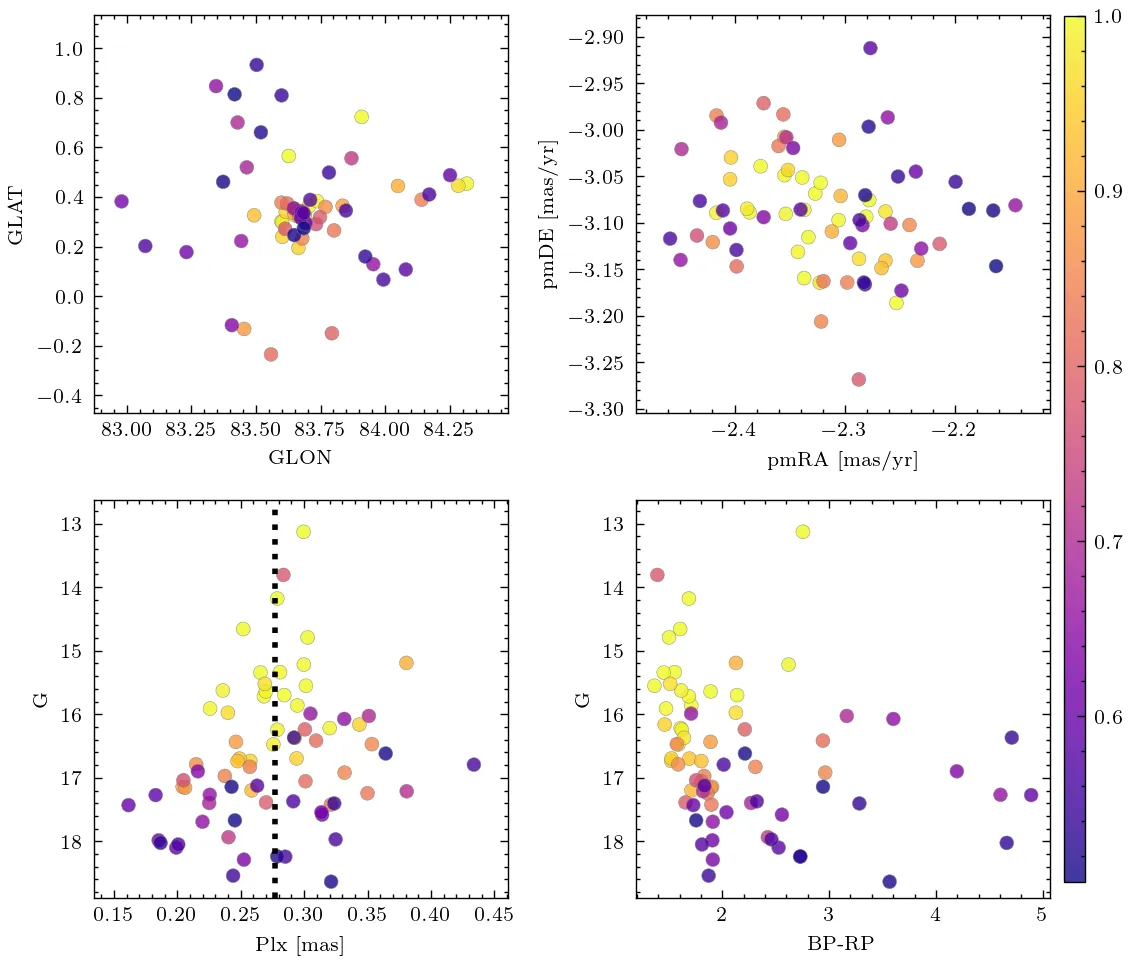 1.0
0.8
0.6
0.4
0.2
0.0
−0.2
−0.4
GLAT
83.00 83.25 83.50 83.75 84.00 84.25
GLON
−2.90
−2.95
−3.00
−3.05
−3.10
−3.15
−3.20
−3.25
−3.30
pmDE [mas/yr]
−2.4 −2.3 −2.2
pmRA [mas/yr]
1.0
0.9
0.8
0.7
0.6
13
14
15
16
17
18
G
0.15 0.20 0.25 0.30 0.35 0.40 0.45
Plx [mas]
13
14
15
16
17
18
G
2 3 4 5
BP-RP